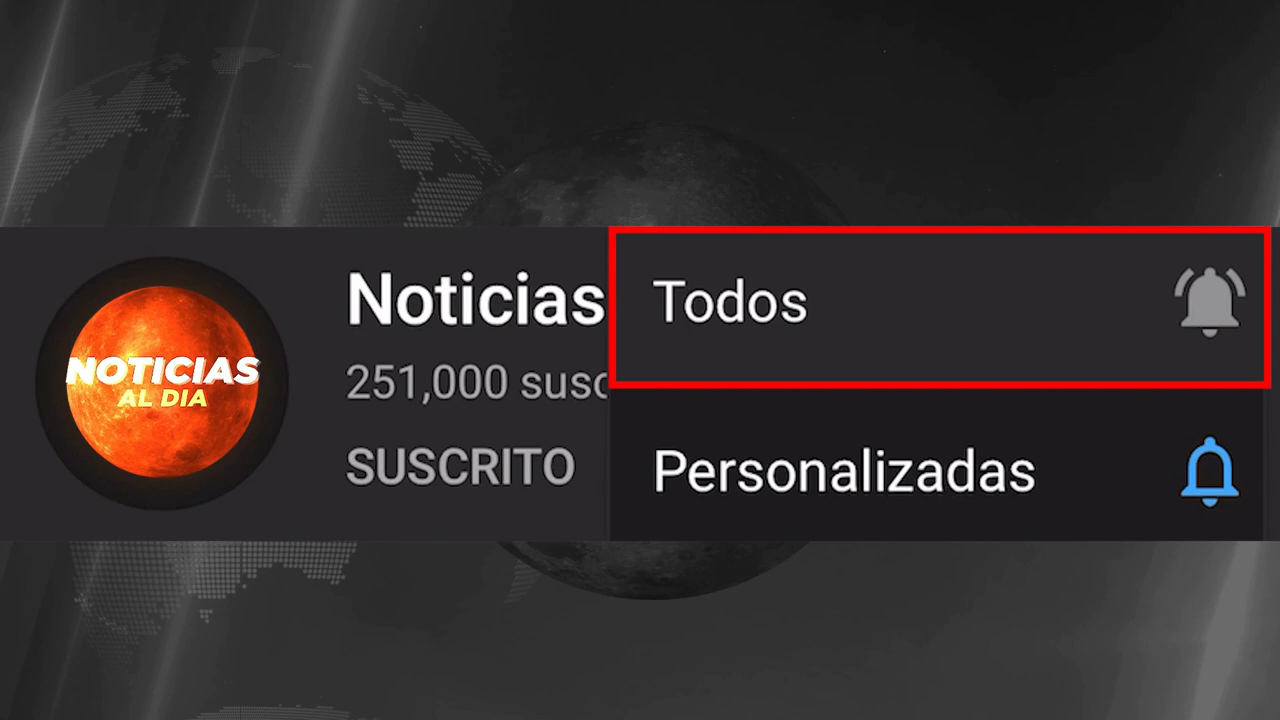 NOTICIAS
AL DIA
Noticias
251,000 susc
SUSCRITO
Todos
Personalizadas